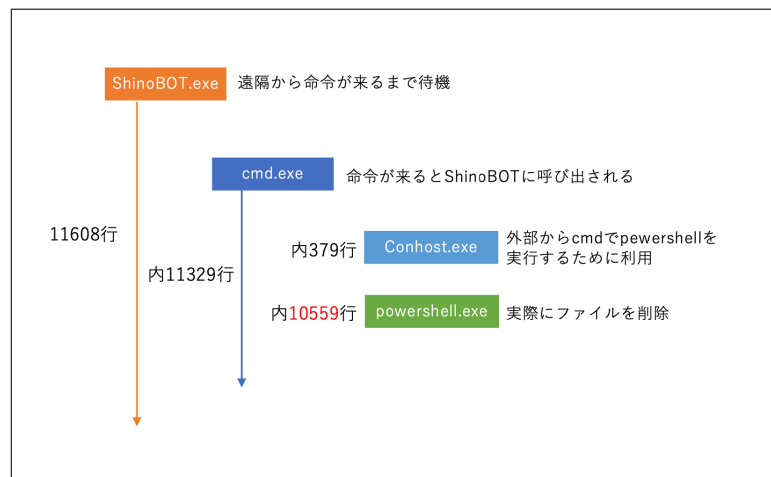 ShinoBOT.exe 遠隔から命令が来るまで待機
cmd.exe 命令が来るとShinoBOTに呼び出される
11608行
内11329行
内379行 Conhost.exe 外部からcmdでpewershellを
実行するために利用
内10559行 powershell.exe 実際にファイルを削除